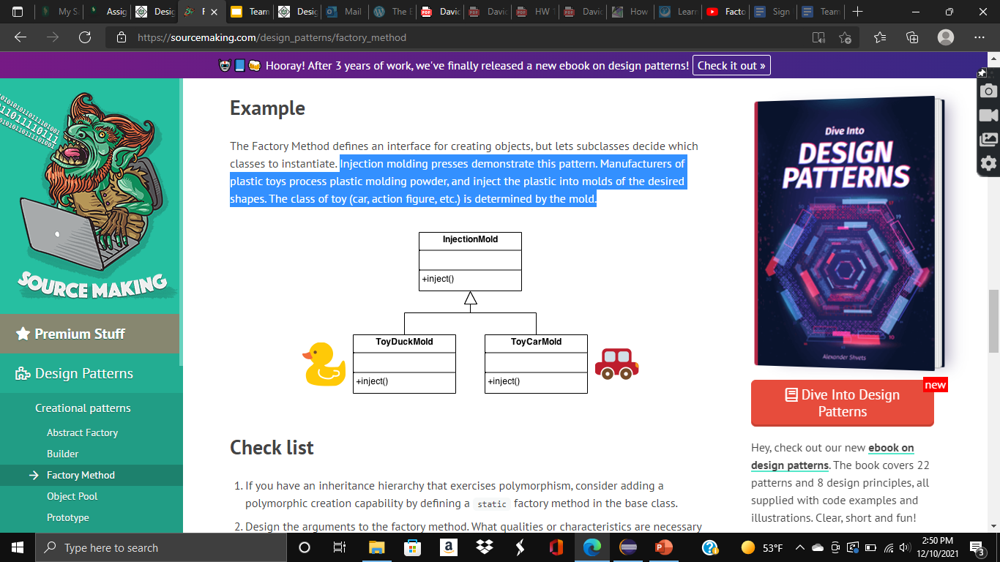 My S
Assig
Desig
F
Team
Desig
Mail
The E
Davic
Davic
HW 1
Davic
How
Learn
Facto
Sign
Team
https://sourcemaking.com/design_patterns/factory_method
Hooray! After 3 years of work, we've finally released a new ebook on design patterns! Check it out »
SOURCE MAKING
Premium Stuff
Design Patterns
Creational patterns
Abstract Factory
Builder
Factory Method
Object Pool
Prototype
Example
The Factory Method defines an interface for creating objects, but lets subclasses decide which
classes to instantiate. Injection molding presses demonstrate this pattern. Manufacturers of
plastic toys process plastic molding powder, and inject the plastic into molds of the desired
shapes. The class of toy (car, action figure, etc.) is determined by the mold.
InjectionMold
+inject()
ToyDuckMold
+inject()
ToyCarMold
+inject()
Check list
1. If you have an inheritance hierarchy that exercises polymorphism, consider adding a
polymorphic creation capability by defining a static factory method in the base class.
2. Design the arguments to the factory method. What qualities or characteristics are necessary
Dive Into
DESIGN
PATTERNS
Alexander Shvets
new
Dive Into Design
Patterns
Hey, check out our new ebook on
design patterns. The book covers 22
patterns and 8 design principles, all
supplied with code examples and
illustrations. Clear, short and fun!
Type here to search
53°F
2:50 PM
12/10/2021
3